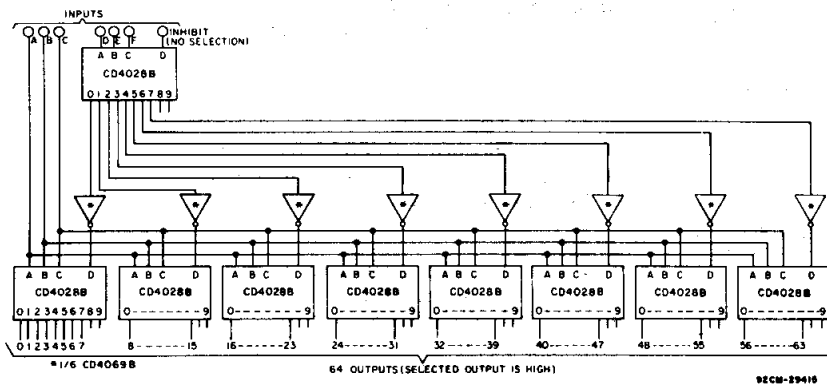 INPUTS
A B C D E F INHIBIT
(NO SELECTION)
A B C D
CD4028B
0 1 2 3 4 5 6 7 8 9
* * * * * * * *
A B C D A B C D A B C D A B C D A B C D A B C D A B C D A B C D
CD4028B CD4028B CD4028B CD4028B CD4028B CD4028B CD4028B CD4028B
0 1 2 3 4 5 6 7 8 9 0--------9 0--------9 0--------9 0--------9 0--------9 0--------9 0--------9
0 1 2 3 4 5 6 7 8--------15 16-------23 24-------31 32-------39 40-------47 48-------55 56-------63
*1/6 CD4069B
64 OUTPUTS (SELECTED OUTPUT IS HIGH)
92CM-29416